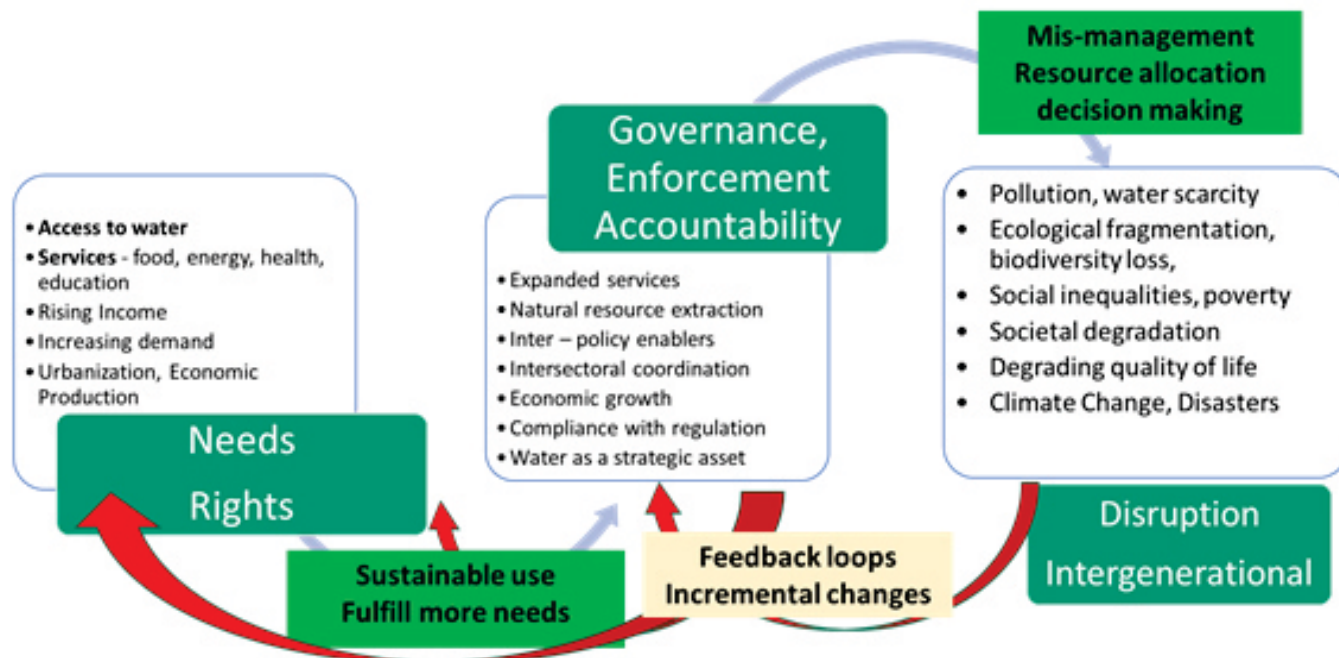 Mis-management
Resource allocation
decision making
Governance,
Enforcement
Accountability
• Access to water
• Services - food, energy, health,
education
• Rising Income
• Increasing demand
• Urbanization, Economic
Production
Needs
Rights
• Expanded services
• Natural resource extraction
• Inter – policy enablers
• Intersectoral coordination
• Economic growth
• Compliance with regulation
• Water as a strategic asset
• Pollution, water scarcity
• Ecological fragmentation,
biodiversity loss,
• Social inequalities, poverty
• Societal degradation
• Degrading quality of life
• Climate Change, Disasters
Disruption
Intergenerational
Sustainable use
Fulfill more needs
Feedback loops
Incremental changes